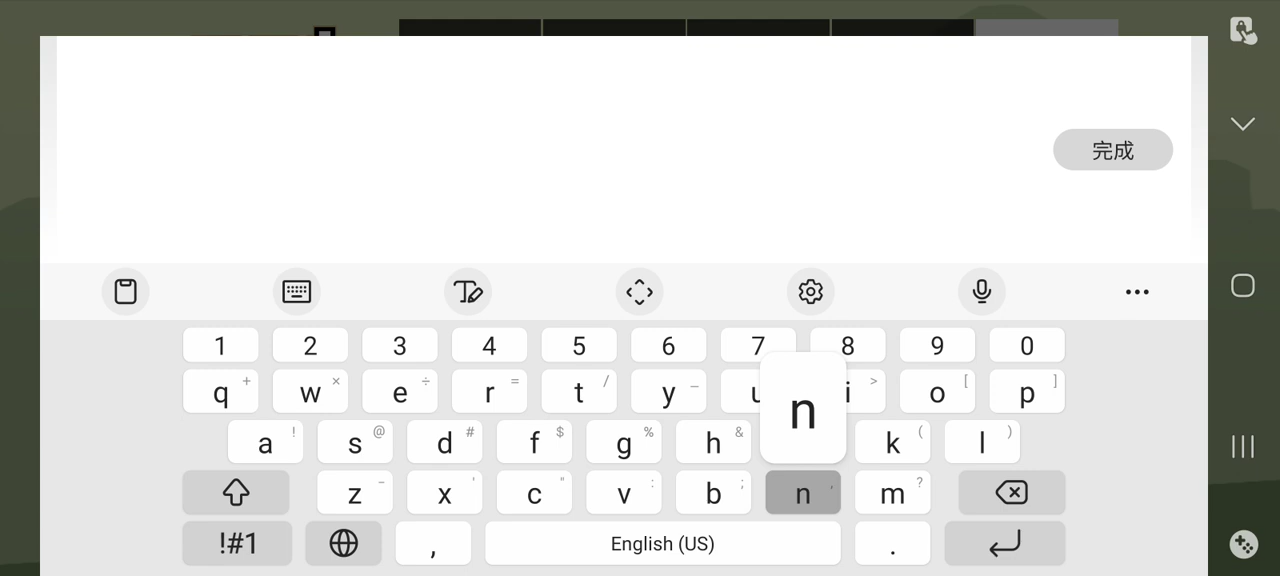 完成
1 2 3 4 5 6 7 8 9 0
q + w × e ÷ r = t / y _ u i > o [ p ]
n
a ! s @ d # f $ g % h & k ( l )
z - x ' c " v : b ; n , m ?
!#1 , English (US) .